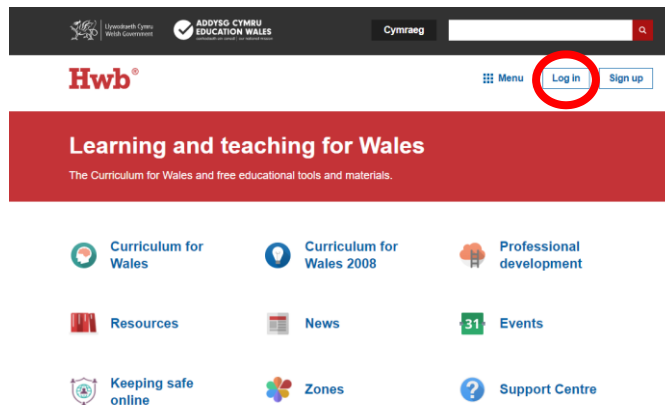 Llywodraeth Cymru
Welsh Government
ADDYSG CYMRU
EDUCATION WALES
Cymraeg
Hwb®
Menu
Log in
Sign up
Learning and teaching for Wales
The Curriculum for Wales and free educational tools and materials.
Curriculum for
Wales
Curriculum for
Wales 2008
Professional
development
Resources
News
31
Events
Keeping safe
online
Zones
?
Support Centre